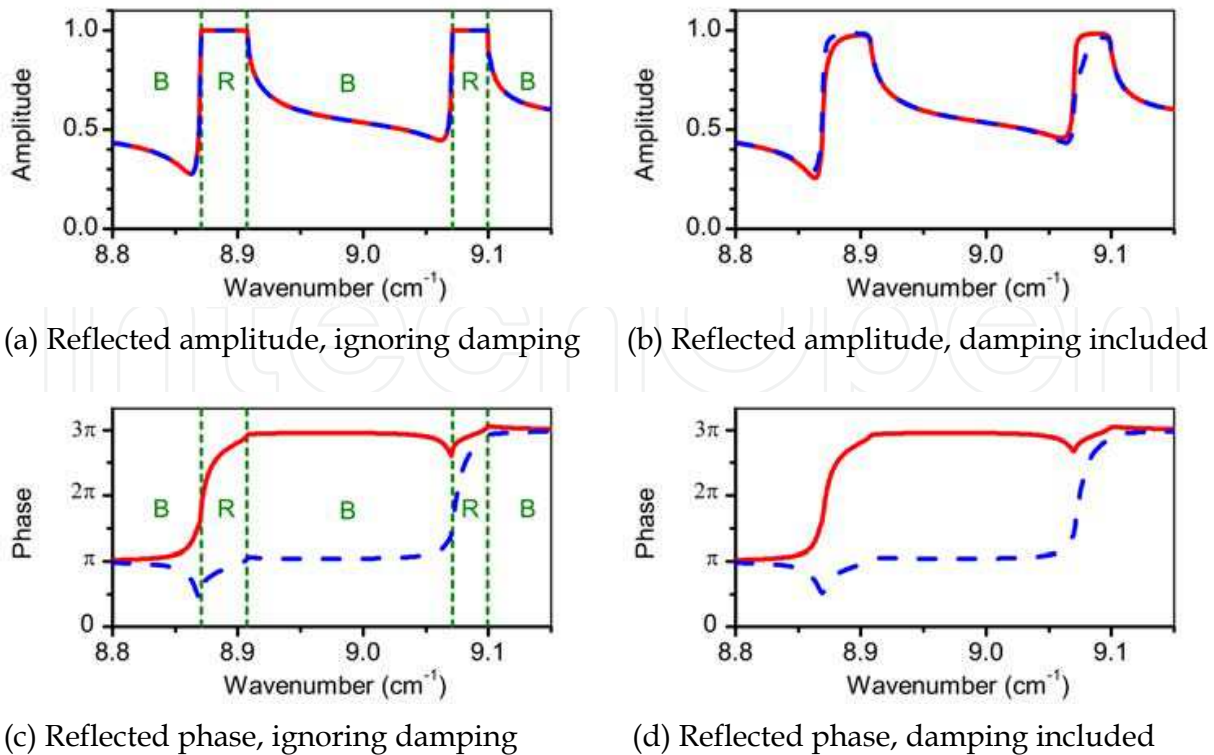 1.0
0.5
0.0
Amplitude
B
R
B
R
B
8.8
8.9
9.0
9.1
Wavenumber (cm-1)
(a) Reflected amplitude, ignoring damping
1.0
0.5
0.0
Amplitude
8.8
8.9
9.0
9.1
Wavenumber (cm-1)
(b) Reflected amplitude, damping included
IntechOpen
3π
2π
π
0
Phase
B
R
B
R
B
8.8
8.9
9.0
9.1
Wavenumber (cm-1)
(c) Reflected phase, ignoring damping
3π
2π
π
0
Phase
8.8
8.9
9.0
9.1
Wavenumber (cm-1)
(d) Reflected phase, damping included